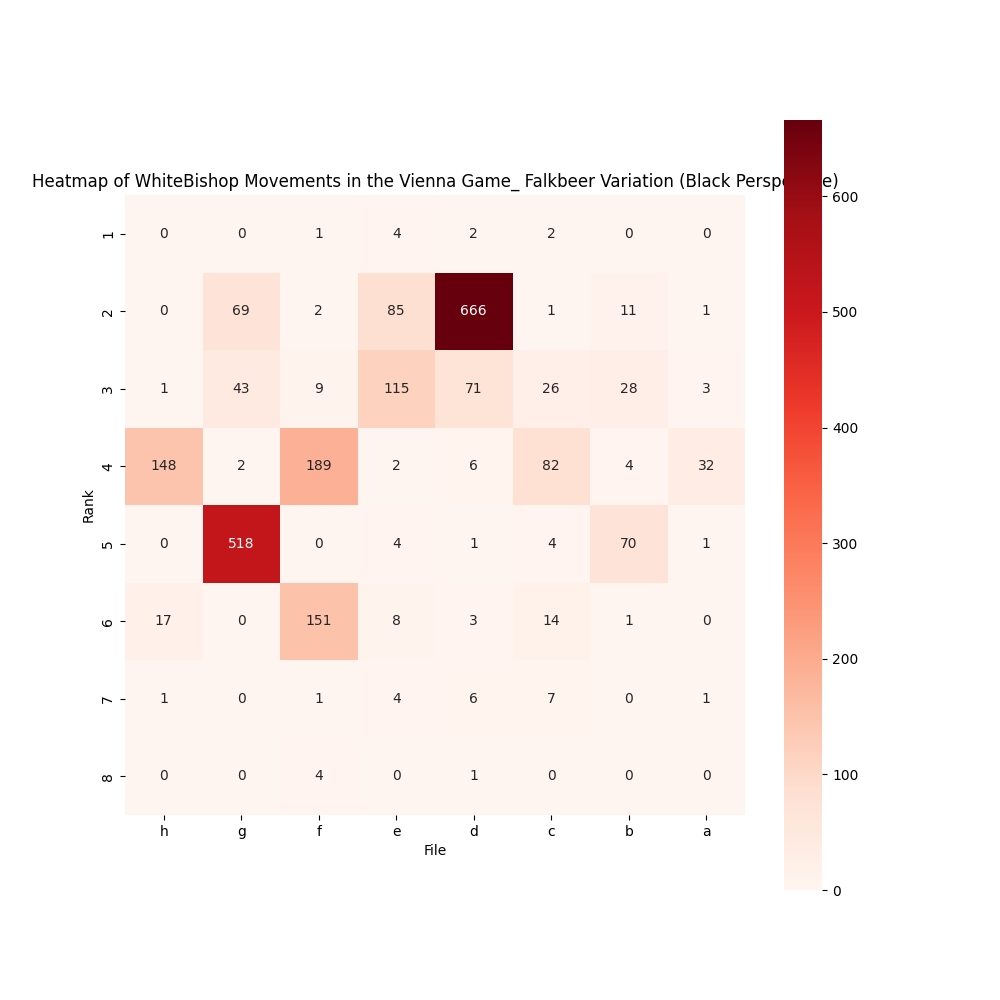 Heatmap of WhiteBishop Movements in the Vienna Game_ Falkbeer Variation (Black Perspe e)
600
1 0 0 1 4 2 2 0 0
2 0 69 2 85 666 1 11 1
500
3 1 43 9 115 71 26 28 3
400
4 148 2 189 2 6 82 4 32
Rank
5 0 518 0 4 1 4 70 1
300
6 17 0 151 8 3 14 1 0
200
7 1 0 1 4 6 7 0 1
100
8 0 0 4 0 1 0 0 0
h g f e d c b a
File
0